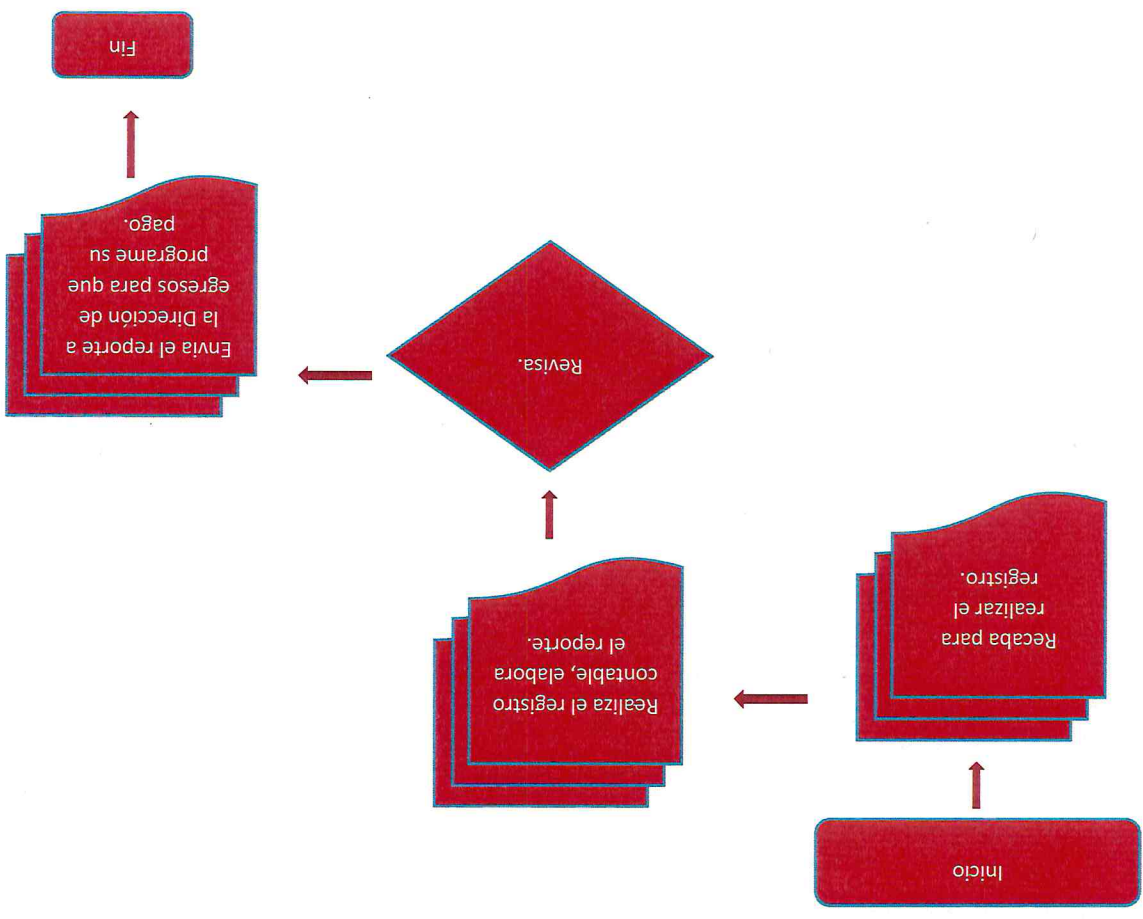 Inicio
Recaba para
realizar el
registro.
Realiza el registro
contable, elabora
el reporte.
Revisa.
Envia el reporte a
la Dirección de
egresos para que
programe su
pago.
Fin